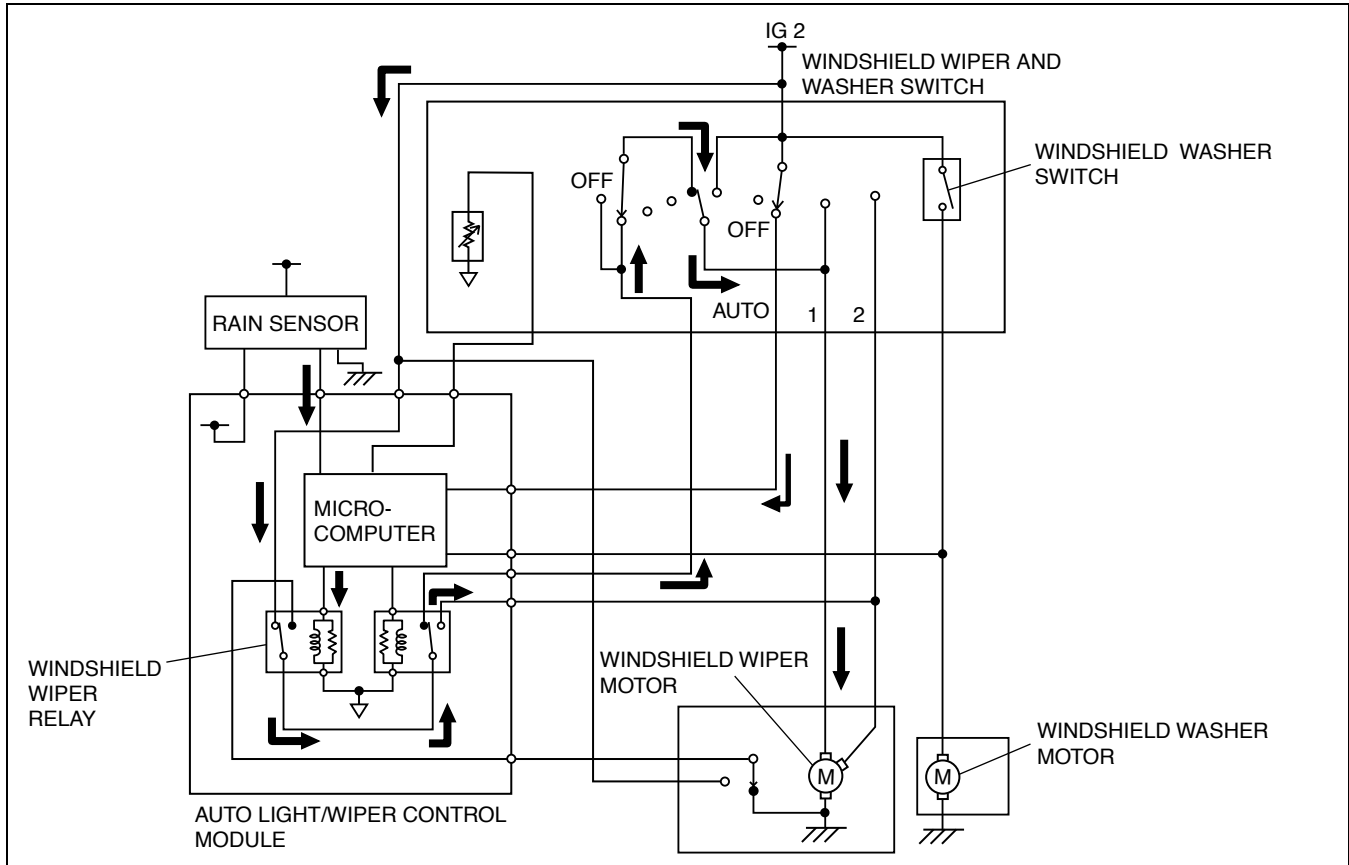 IG 2
WINDSHIELD WIPER AND
WASHER SWITCH
WINDSHIELD WASHER
SWITCH
OFF
OFF
AUTO
1
2
RAIN SENSOR
MICRO-
COMPUTER
WINDSHIELD
WIPER
RELAY
WINDSHIELD WIPER
MOTOR
M
M
WINDSHIELD WASHER
MOTOR
AUTO LIGHT/WIPER CONTROL
MODULE